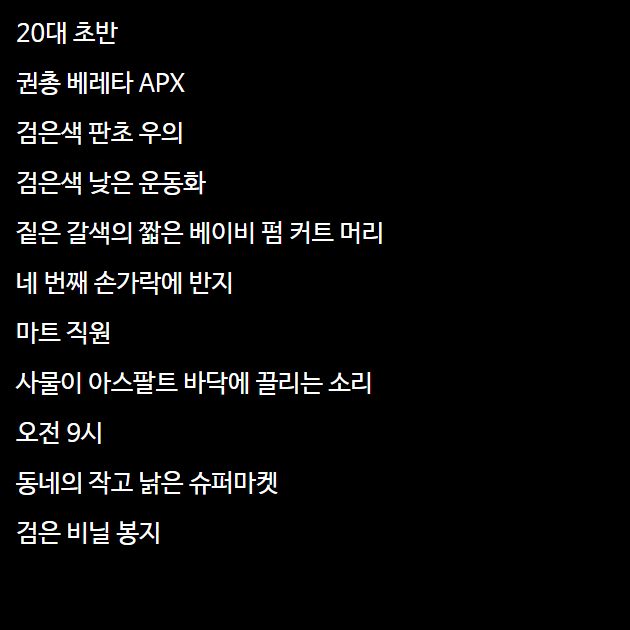 20대 초반
권총 베레타 APX
검은색 판초 우의
검은색 낮은 운동화
짙은 갈색의 짧은 베이비 펌 커트 머리
네 번째 손가락에 반지
마트 직원
사물이 아스팔트 바닥에 끌리는 소리
오전 9시
동네의 작고 낡은 슈퍼마켓
검은 비닐 봉지